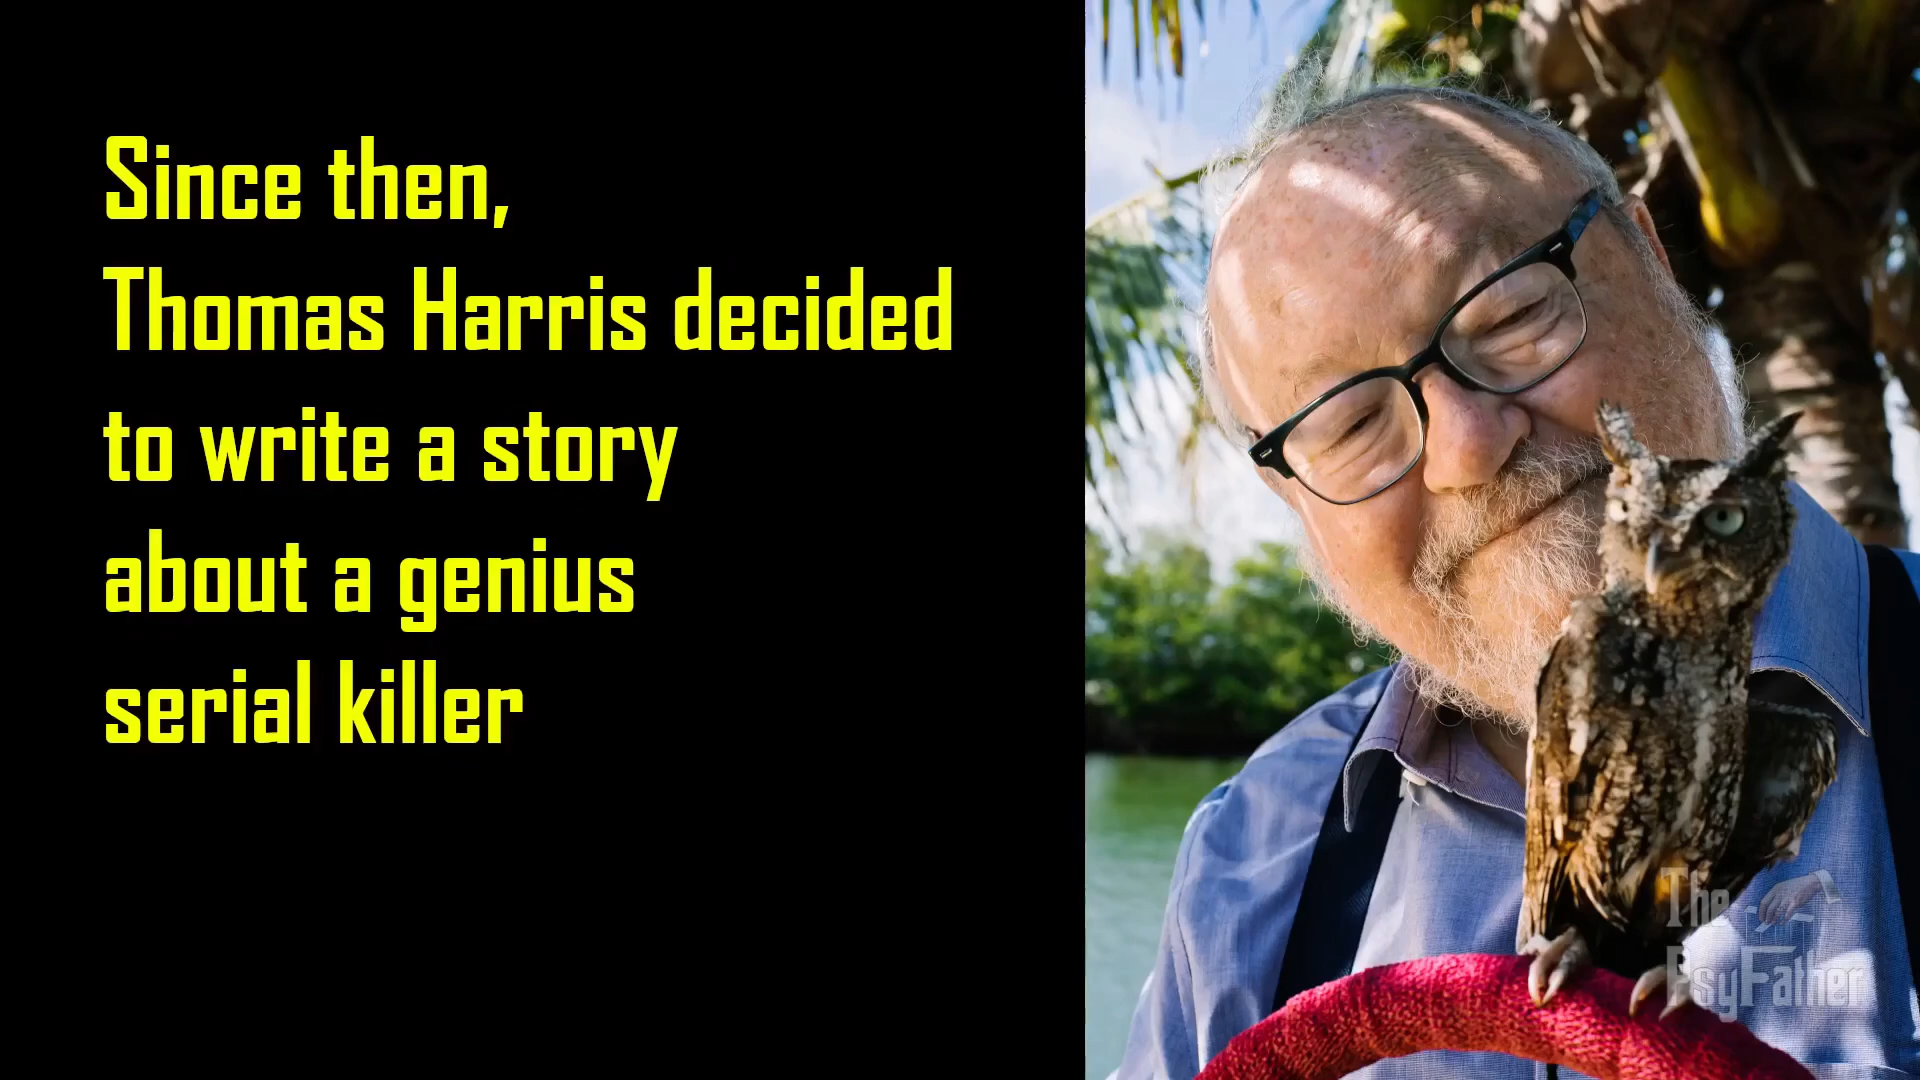 Since then,
Thomas Harris decided
to write a story
about a genius
serial killer
The
PsyFather